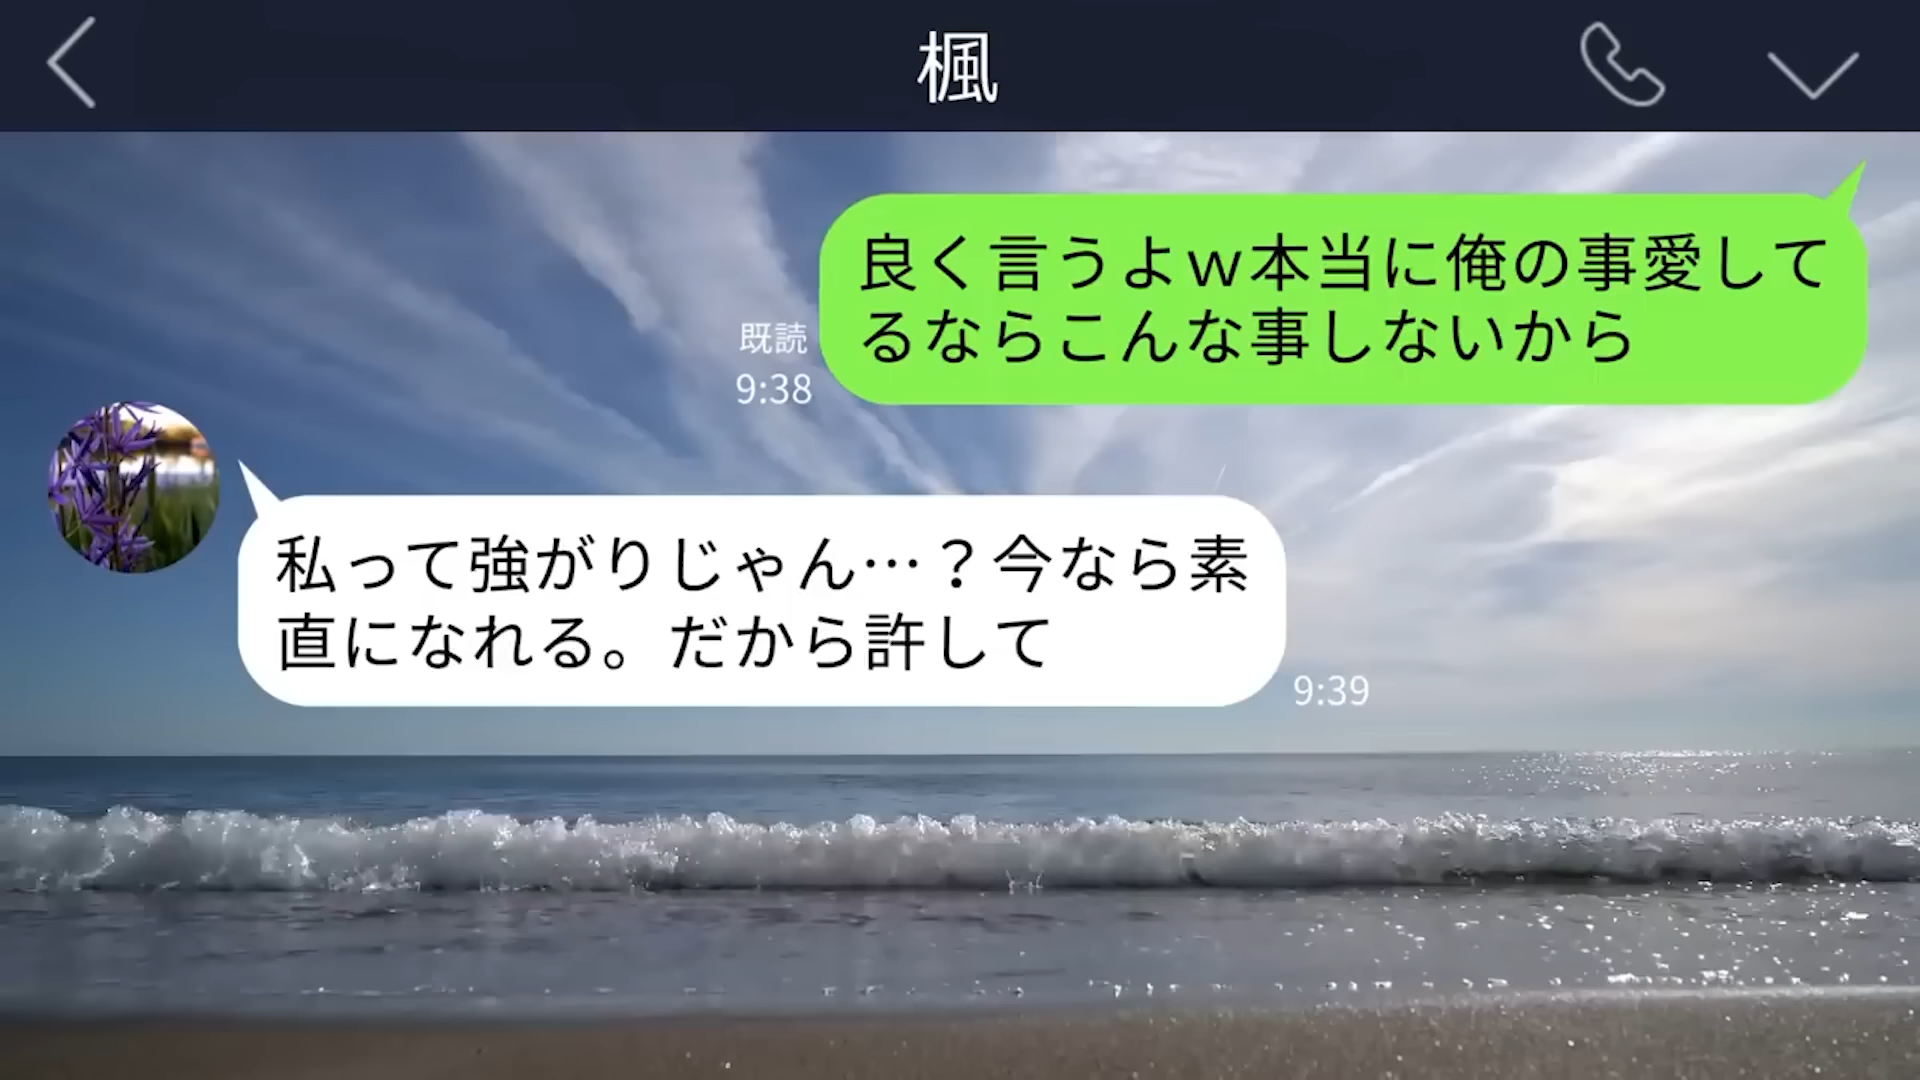 楓
良く言うよｗ本当に俺の事愛して
るならこんな事しないから
既読
9:38
私って強がりじゃん…？今なら素
直になれる。だから許して
9:39